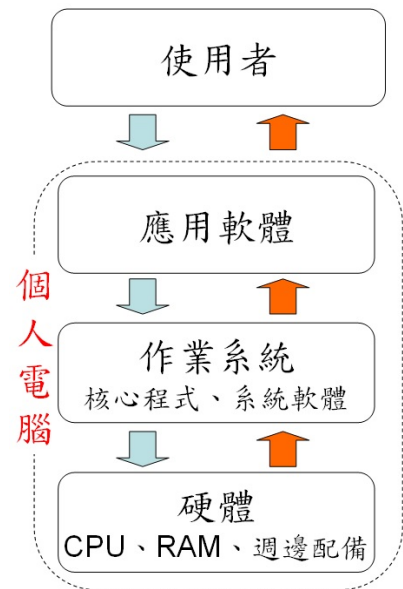 使用者
應用軟體
個人電腦
作業系統
核心程式、系統軟體
硬體
CPU、RAM、週邊配備